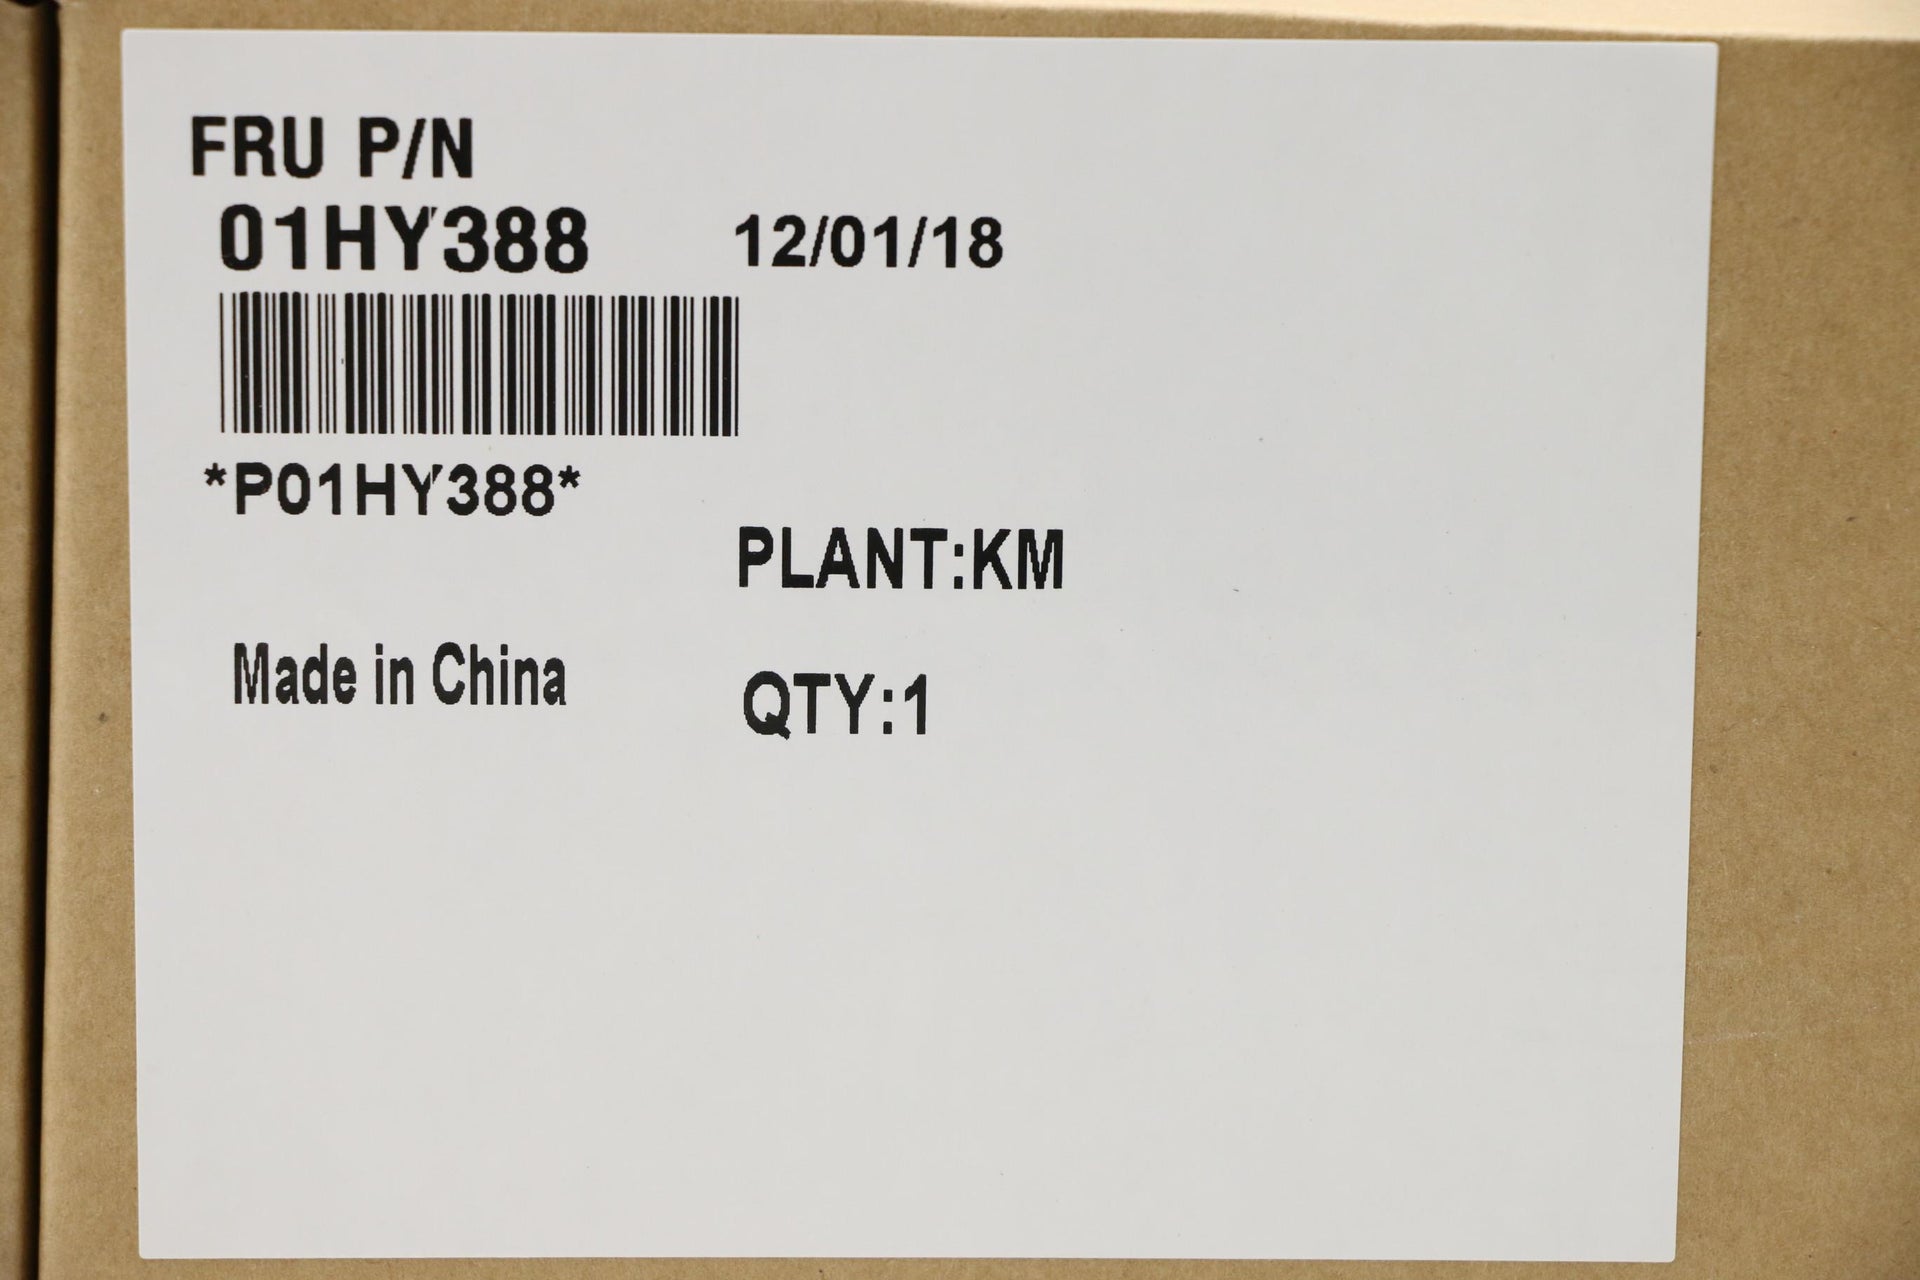 FRU P/N
01HY388 12/01/18
*P01HY388*
PLANT:KM
Made in China
QTY:1